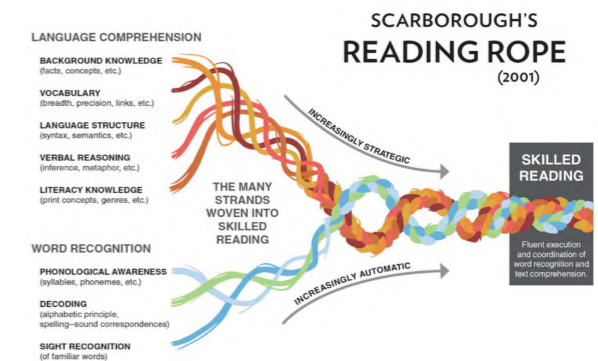 SCARBOROUGH'S
READING ROPE
(2001)
LANGUAGE COMPREHENSION
BACKGROUND KNOWLEDGE
(facts, concepts, etc.)
VOCABULARY
(breadth, precision, links, etc.)
LANGUAGE STRUCTURE
(syntax, semantics, etc.)
VERBAL REASONING
(inference, metaphor, etc.)
LITERACY KNOWLEDGE
(print concepts, genres, etc.)
WORD RECOGNITION
PHONOLOGICAL AWARENESS
(syllables, phonemes, etc.)
DECODING
(alphabetic principle,
spelling–sound correspondences)
SIGHT RECOGNITION
(of familiar words)
THE MANY
STRANDS
WOVEN INTO
SKILLED
READING
INCREASINGLY STRATEGIC
INCREASINGLY AUTOMATIC
SKILLED
READING
Fluent execution
and coordination of
word recognition and
text comprehension.